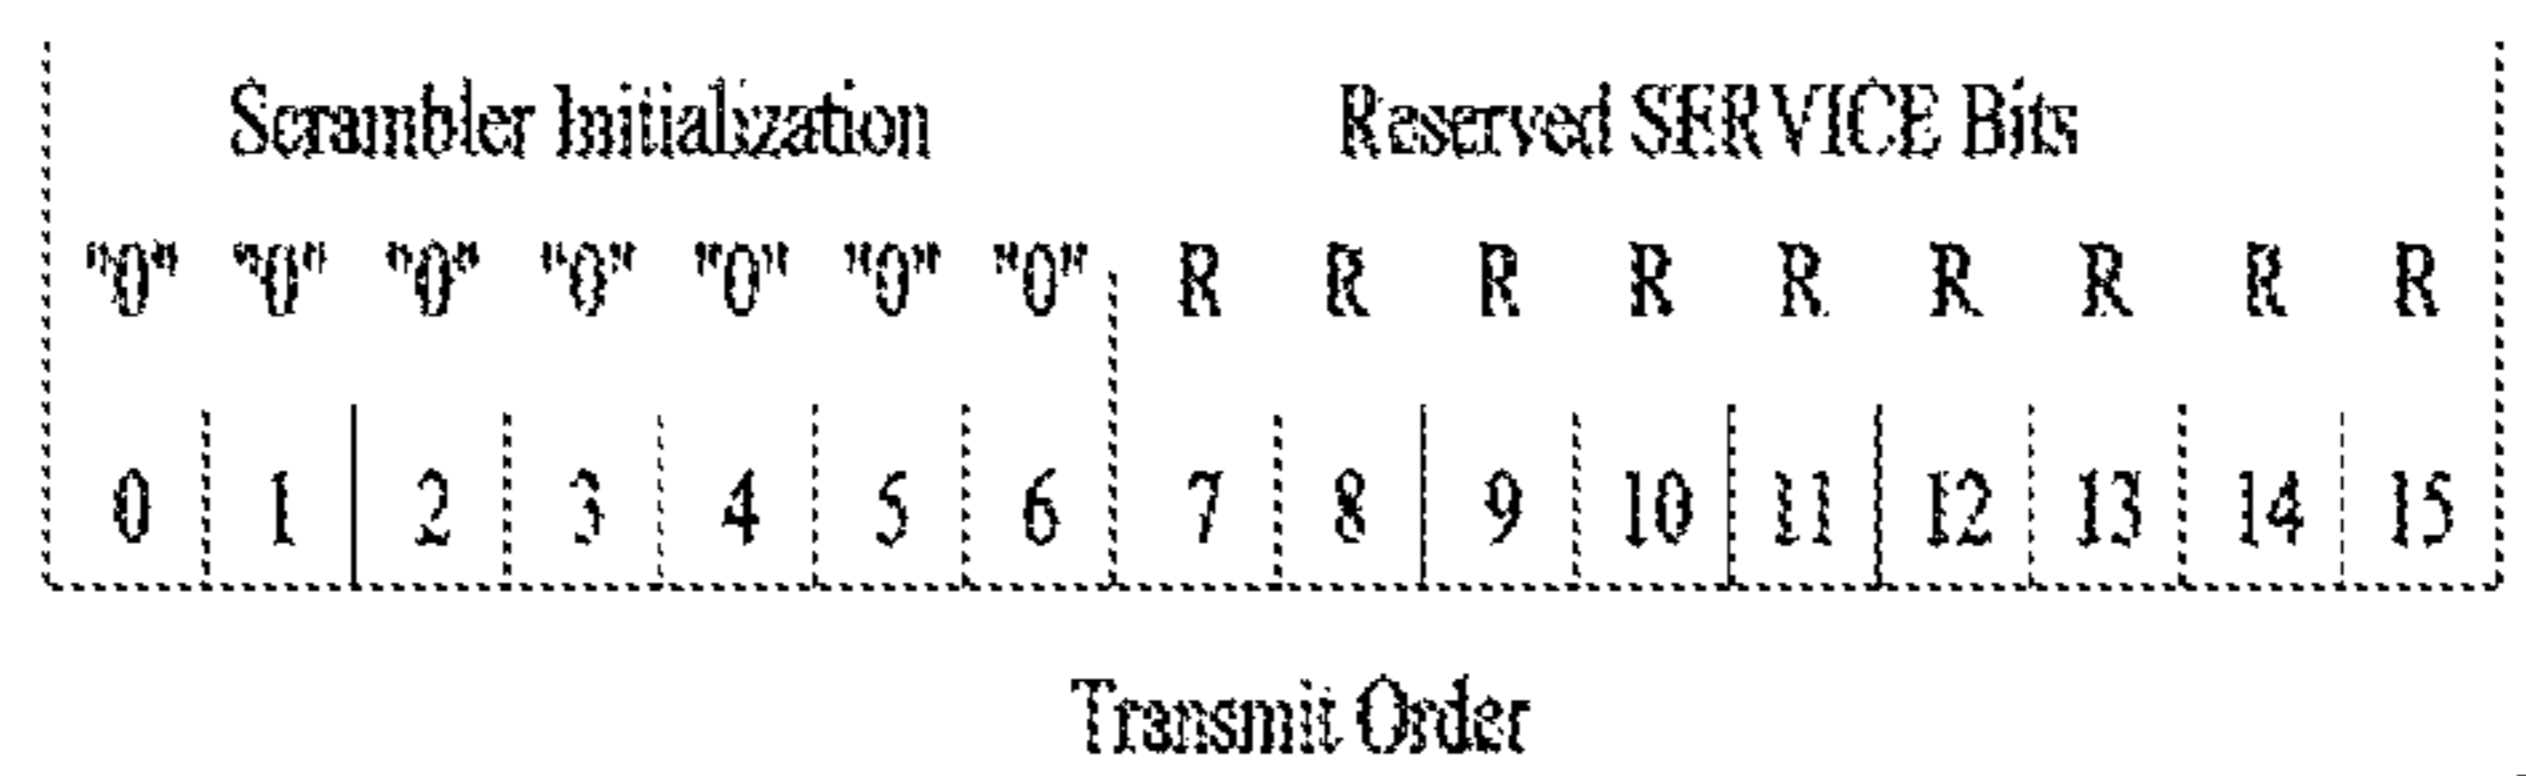 Scrambler Initialization Reserved SERVICE Bits
"0" "0" "0" "0" "0" "0" "0" R R R R R R R R R
0 1 2 3 4 5 6 7 8 9 10 11 12 13 14 15
Transmit Order